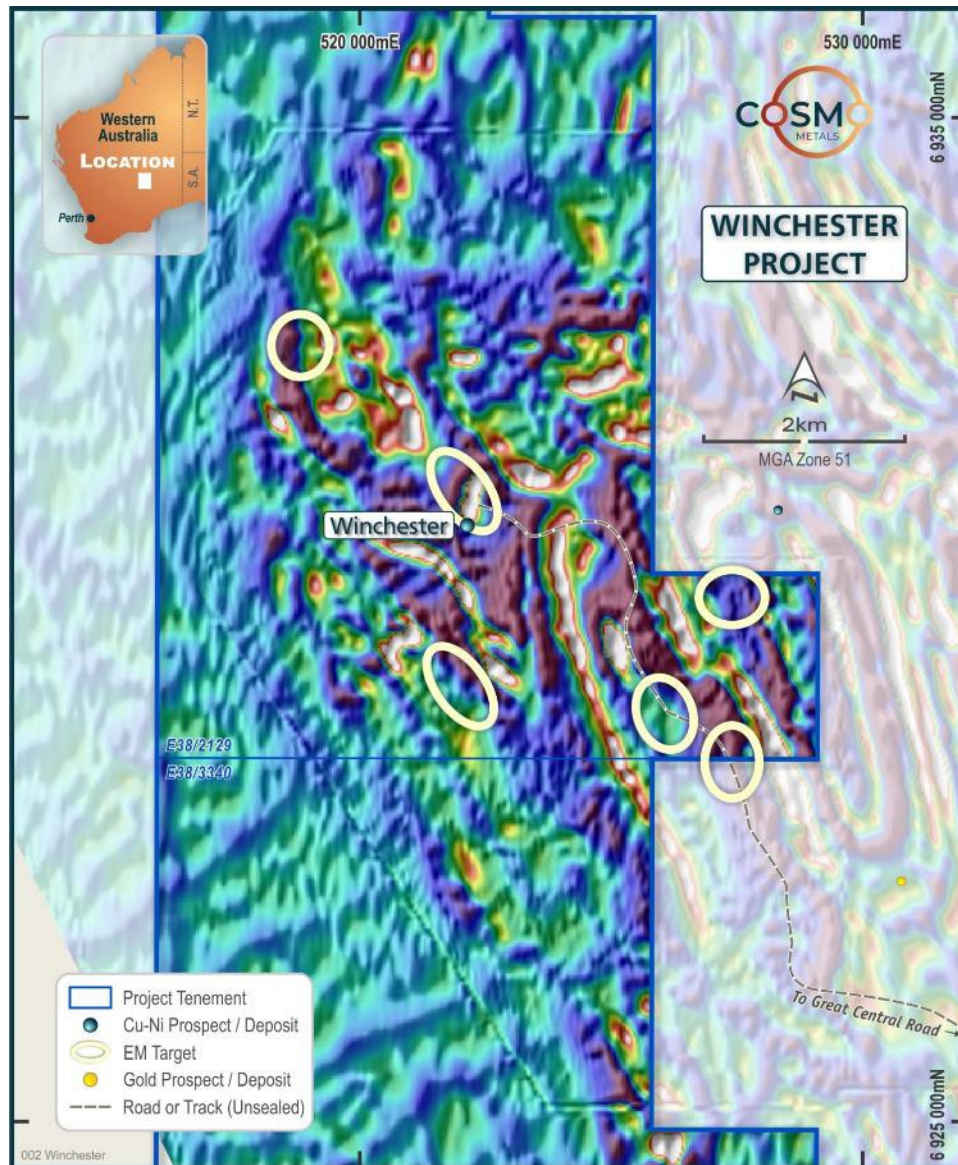 520 000mE
530 000mE
6 935 000mN
Western
Australia
LOCATION
N.T.
S.A.
Perth
COSMO
METALS
WINCHESTER
PROJECT
N
2km
MGA Zone 51
Winchester
E38/2129
E38/3340
To Great Central Road →
Project Tenement
Cu-Ni Prospect / Deposit
EM Target
Gold Prospect / Deposit
Road or Track (Unsealed)
002 Winchester
6 925 000mN